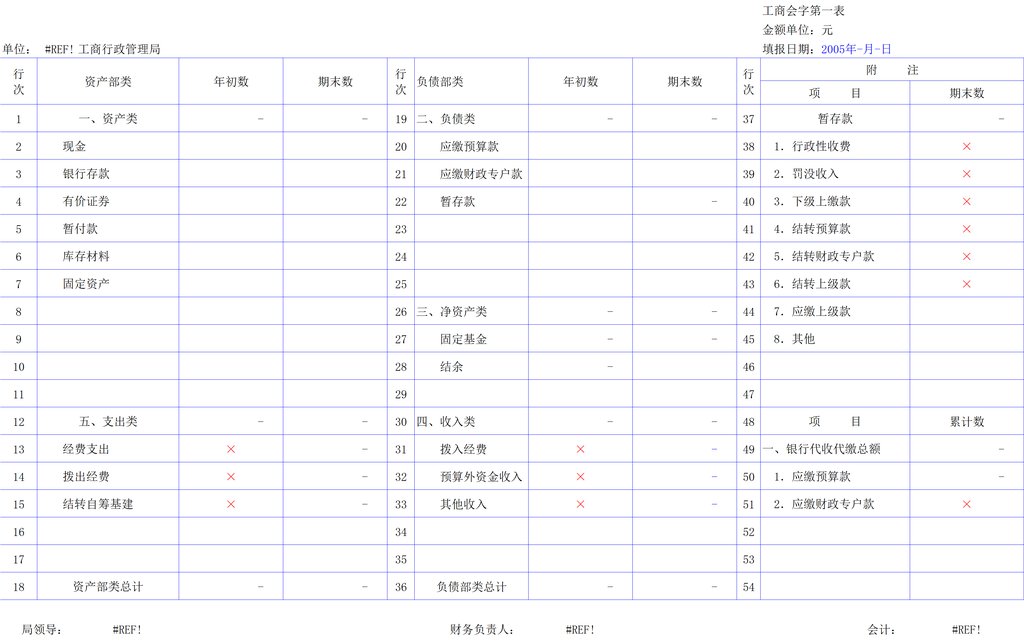 工商会字第一表
金额单位：元
单位： #REF! 工商行政管理局 填报日期：2005年-月-日
行次 资产部类 年初数 期末数 行次 负债部类 年初数 期末数 行次 附 注
项 目 期末数
1 一、资产类 - - 19 二、负债类 - - 37 暂存款 -
2 现金 20 应缴预算款 38 1．行政性收费 ×
3 银行存款 21 应缴财政专户款 39 2．罚没收入 ×
4 有价证券 22 暂存款 - 40 3．下级上缴款 ×
5 暂付款 23 41 4．结转预算款 ×
6 库存材料 24 42 5．结转财政专户款 ×
7 固定资产 25 43 6．结转上级款 ×
8 26 三、净资产类 - - 44 7．应缴上级款
9 27 固定基金 - - 45 8．其他
10 28 结余 - 46
11 29 47
12 五、支出类 - - 30 四、收入类 - - 48 项 目 累计数
13 经费支出 × - 31 拨入经费 × - 49 一、银行代收代缴总额 -
14 拨出经费 × - 32 预算外资金收入 × - 50 1．应缴预算款 -
15 结转自筹基建 × - 33 其他收入 × - 51 2．应缴财政专户款 ×
16 34 52
17 35 53
18 资产部类总计 - - 36 负债部类总计 - - 54
局领导： #REF! 财务负责人： #REF! 会计： #REF!